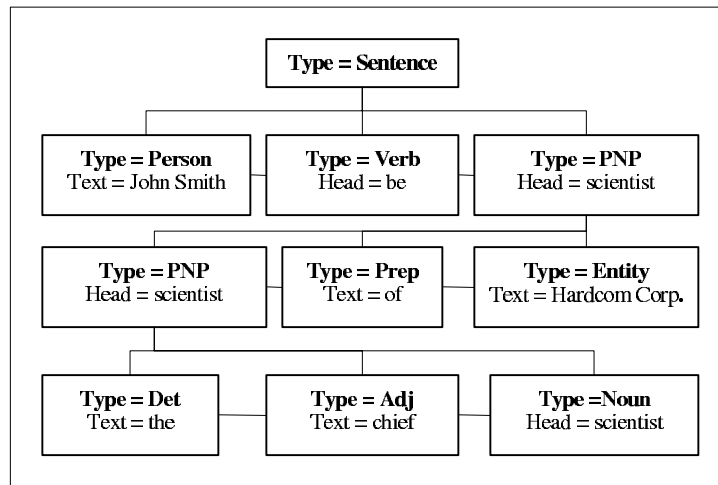 Type = Sentence
Type = Person
Text = John Smith
Type = Verb
Head = be
Type = PNP
Head = scientist
Type = PNP
Head = scientist
Type = Prep
Text = of
Type = Entity
Text = Hardcom Corp.
Type = Det
Text = the
Type = Adj
Text = chief
Type =Noun
Head = scientist